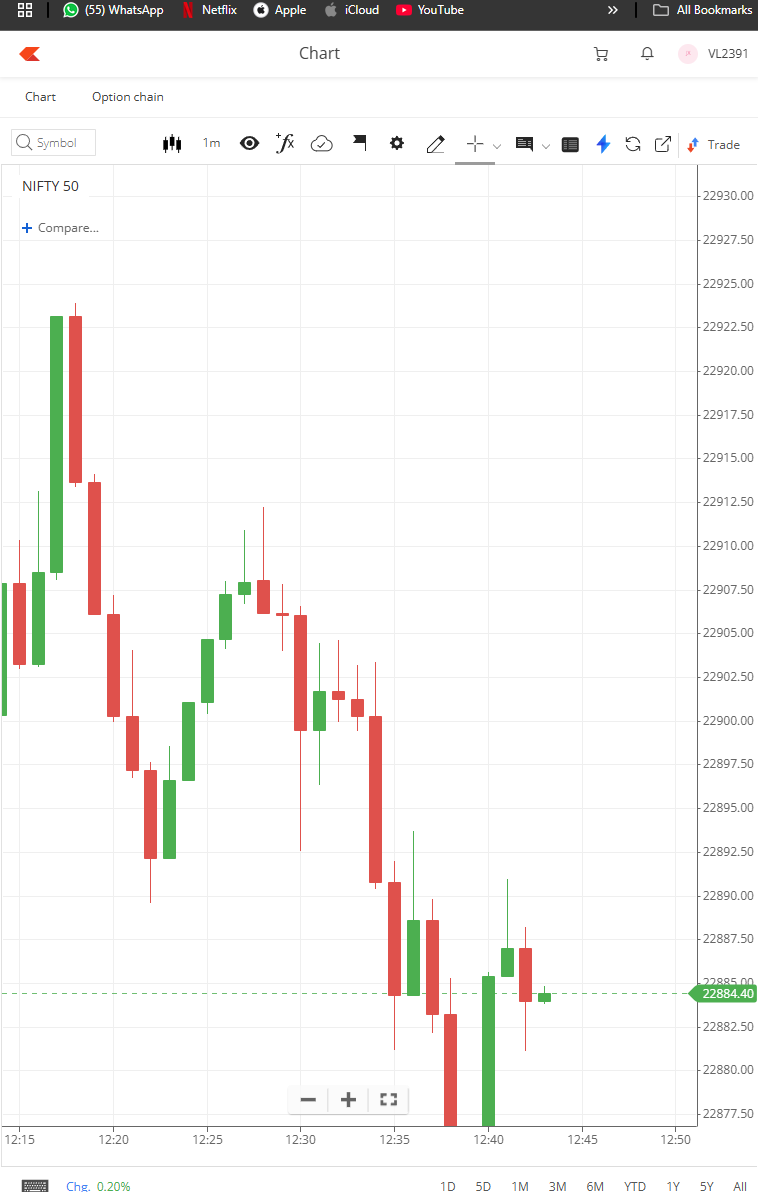 (55) WhatsApp Netflix Apple iCloud YouTube » All Bookmarks
Chart VL2391
Chart Option chain
Symbol 1m fx Trade
NIFTY 50
+ Compare...
22930.00
22927.50
22925.00
22922.50
22920.00
22917.50
22915.00
22912.50
22910.00
22907.50
22905.00
22902.50
22900.00
22897.50
22895.00
22892.50
22890.00
22887.50
22885.00
22884.40
22882.50
22880.00
22877.50
12:15 12:20 12:25 12:30 12:35 12:40 12:45 12:50
Chg. 0.20% 1D 5D 1M 3M 6M YTD 1Y 5Y All